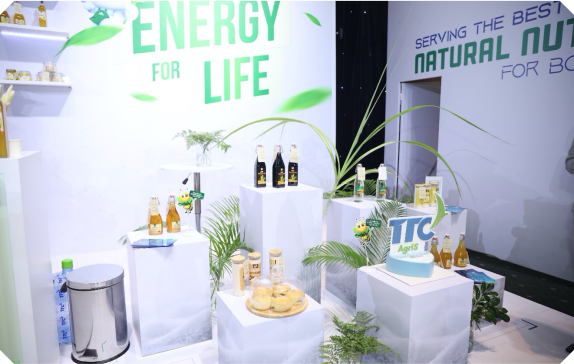 ENERGY
FOR
LIFE
SERVING THE BEST
NATURAL NUT
FOR BO
TTC
AgriS